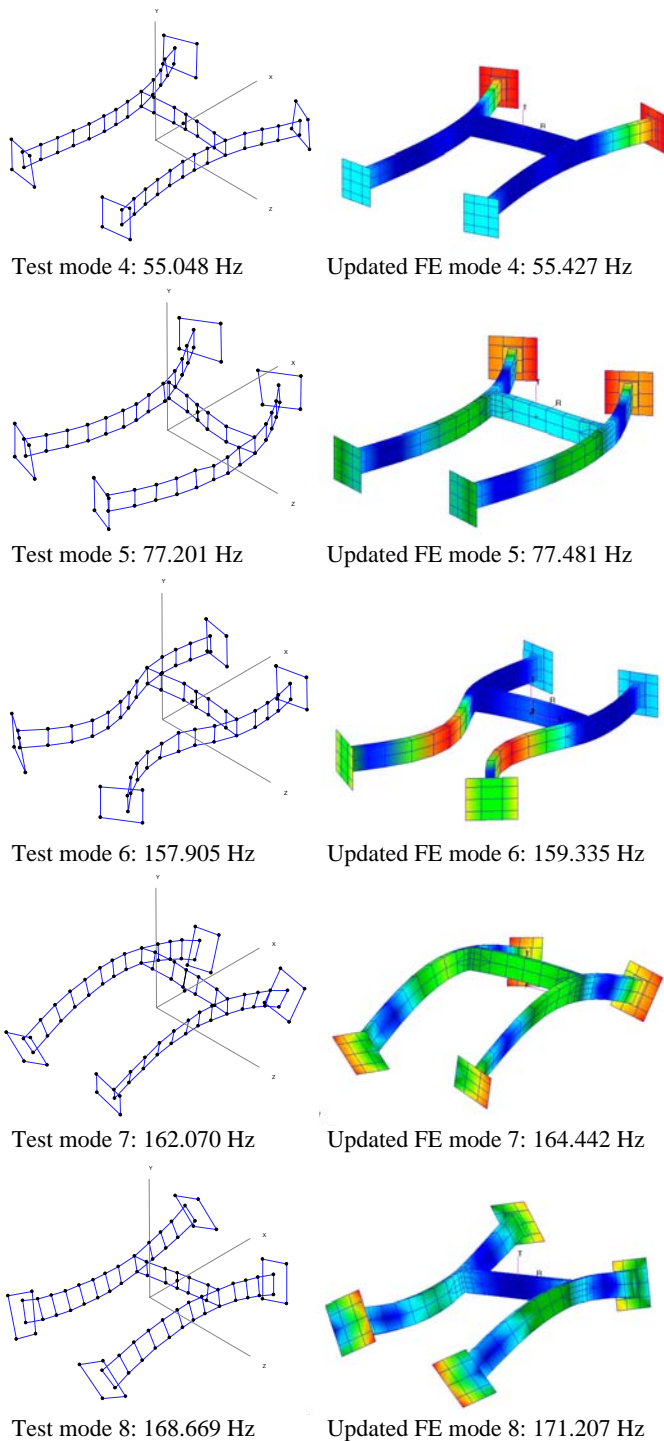 Y
X
Z
T
R
Test mode 4: 55.048 Hz Updated FE mode 4: 55.427 Hz
Y
X
Z
T
R
Test mode 5: 77.201 Hz Updated FE mode 5: 77.481 Hz
Y
X
Z
R
Test mode 6: 157.905 Hz Updated FE mode 6: 159.335 Hz
Y
X
Z
Test mode 7: 162.070 Hz Updated FE mode 7: 164.442 Hz
Y
X
Z
T
R
Test mode 8: 168.669 Hz Updated FE mode 8: 171.207 Hz